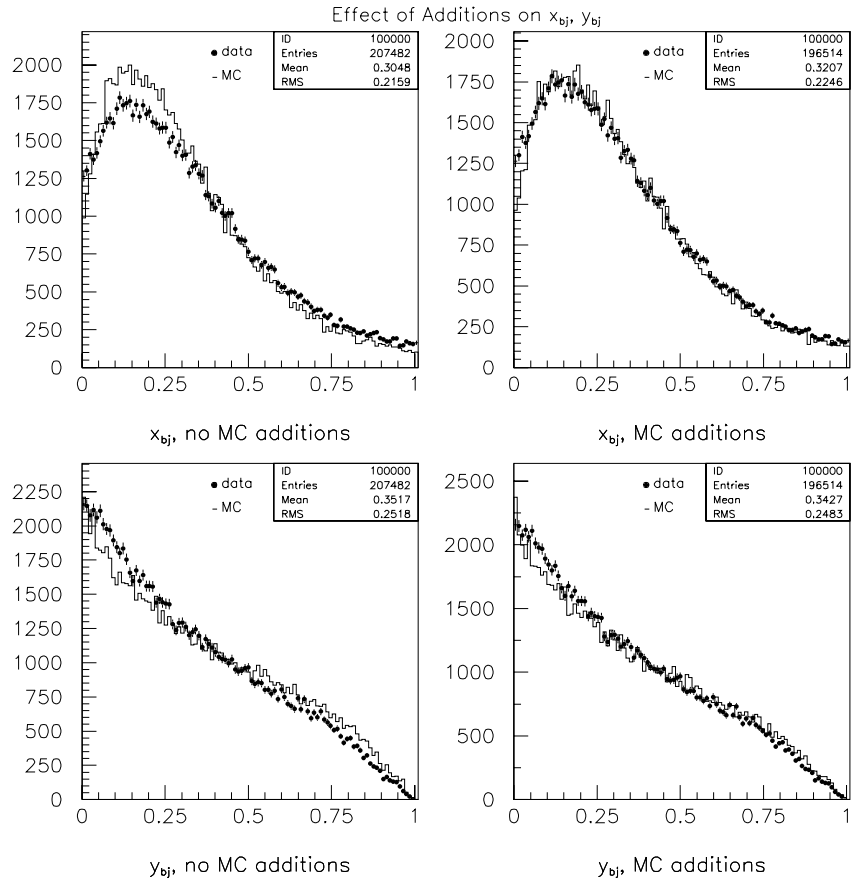 Effect of Additions on x_bj, y_bj
data
MC
ID 100000
Entries 207482
Mean 0.3048
RMS 0.2159
2000
1750
1500
1250
1000
750
500
250
0
0 0.25 0.5 0.75 1
x_bj, no MC additions
data
MC
ID 100000
Entries 196514
Mean 0.3207
RMS 0.2246
2000
1750
1500
1250
1000
750
500
250
0
0 0.25 0.5 0.75 1
x_bj, MC additions
data
MC
ID 100000
Entries 207482
Mean 0.3517
RMS 0.2518
2250
2000
1750
1500
1250
1000
750
500
250
0
0 0.25 0.5 0.75 1
y_bj, no MC additions
data
MC
ID 100000
Entries 196514
Mean 0.3427
RMS 0.2483
2500
2000
1500
1000
500
0
0 0.25 0.5 0.75 1
y_bj, MC additions